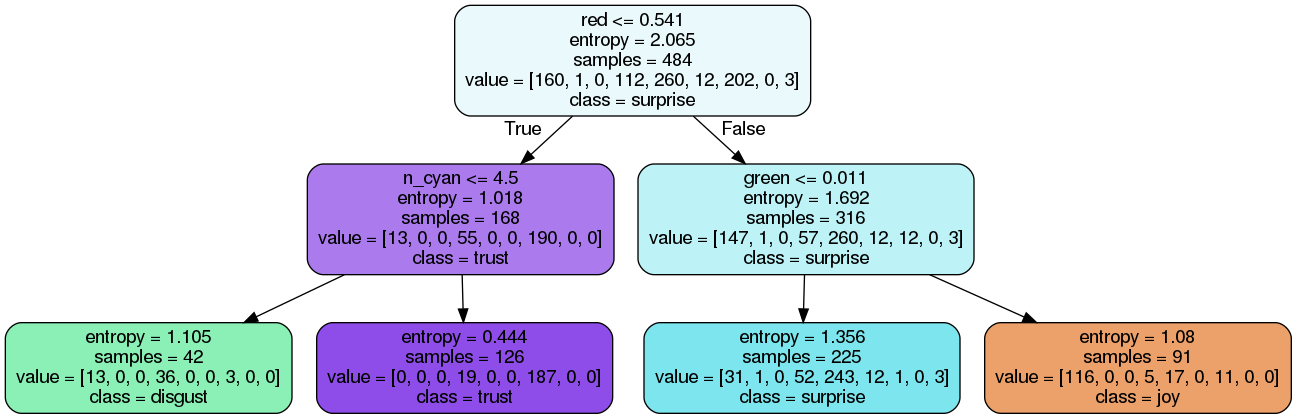 red <= 0.541
entropy = 2.065
samples = 484
value = [160, 1, 0, 112, 260, 12, 202, 0, 3]
class = surprise
True
False
n_cyan <= 4.5
entropy = 1.018
samples = 168
value = [13, 0, 0, 55, 0, 0, 190, 0, 0]
class = trust
green <= 0.011
entropy = 1.692
samples = 316
value = [147, 1, 0, 57, 260, 12, 12, 0, 3]
class = surprise
entropy = 1.105
samples = 42
value = [13, 0, 0, 36, 0, 0, 3, 0, 0]
class = disgust
entropy = 0.444
samples = 126
value = [0, 0, 0, 19, 0, 0, 187, 0, 0]
class = trust
entropy = 1.356
samples = 225
value = [31, 1, 0, 52, 243, 12, 1, 0, 3]
class = surprise
entropy = 1.08
samples = 91
value = [116, 0, 0, 5, 17, 0, 11, 0, 0]
class = joy